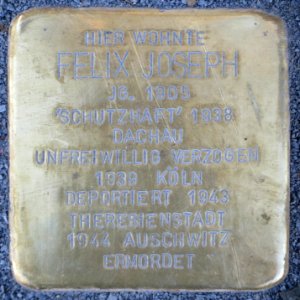 HIER WOHNTE
FELIX JOSEPH
JG. 1909
'SCHUTZHAFT' 1938
DACHAU
UNFREIWILLIG VERZOGEN
1939 KÖLN
DEPORTIERT 1943
THERESIENSTADT
1944 AUSCHWITZ
ERMORDET